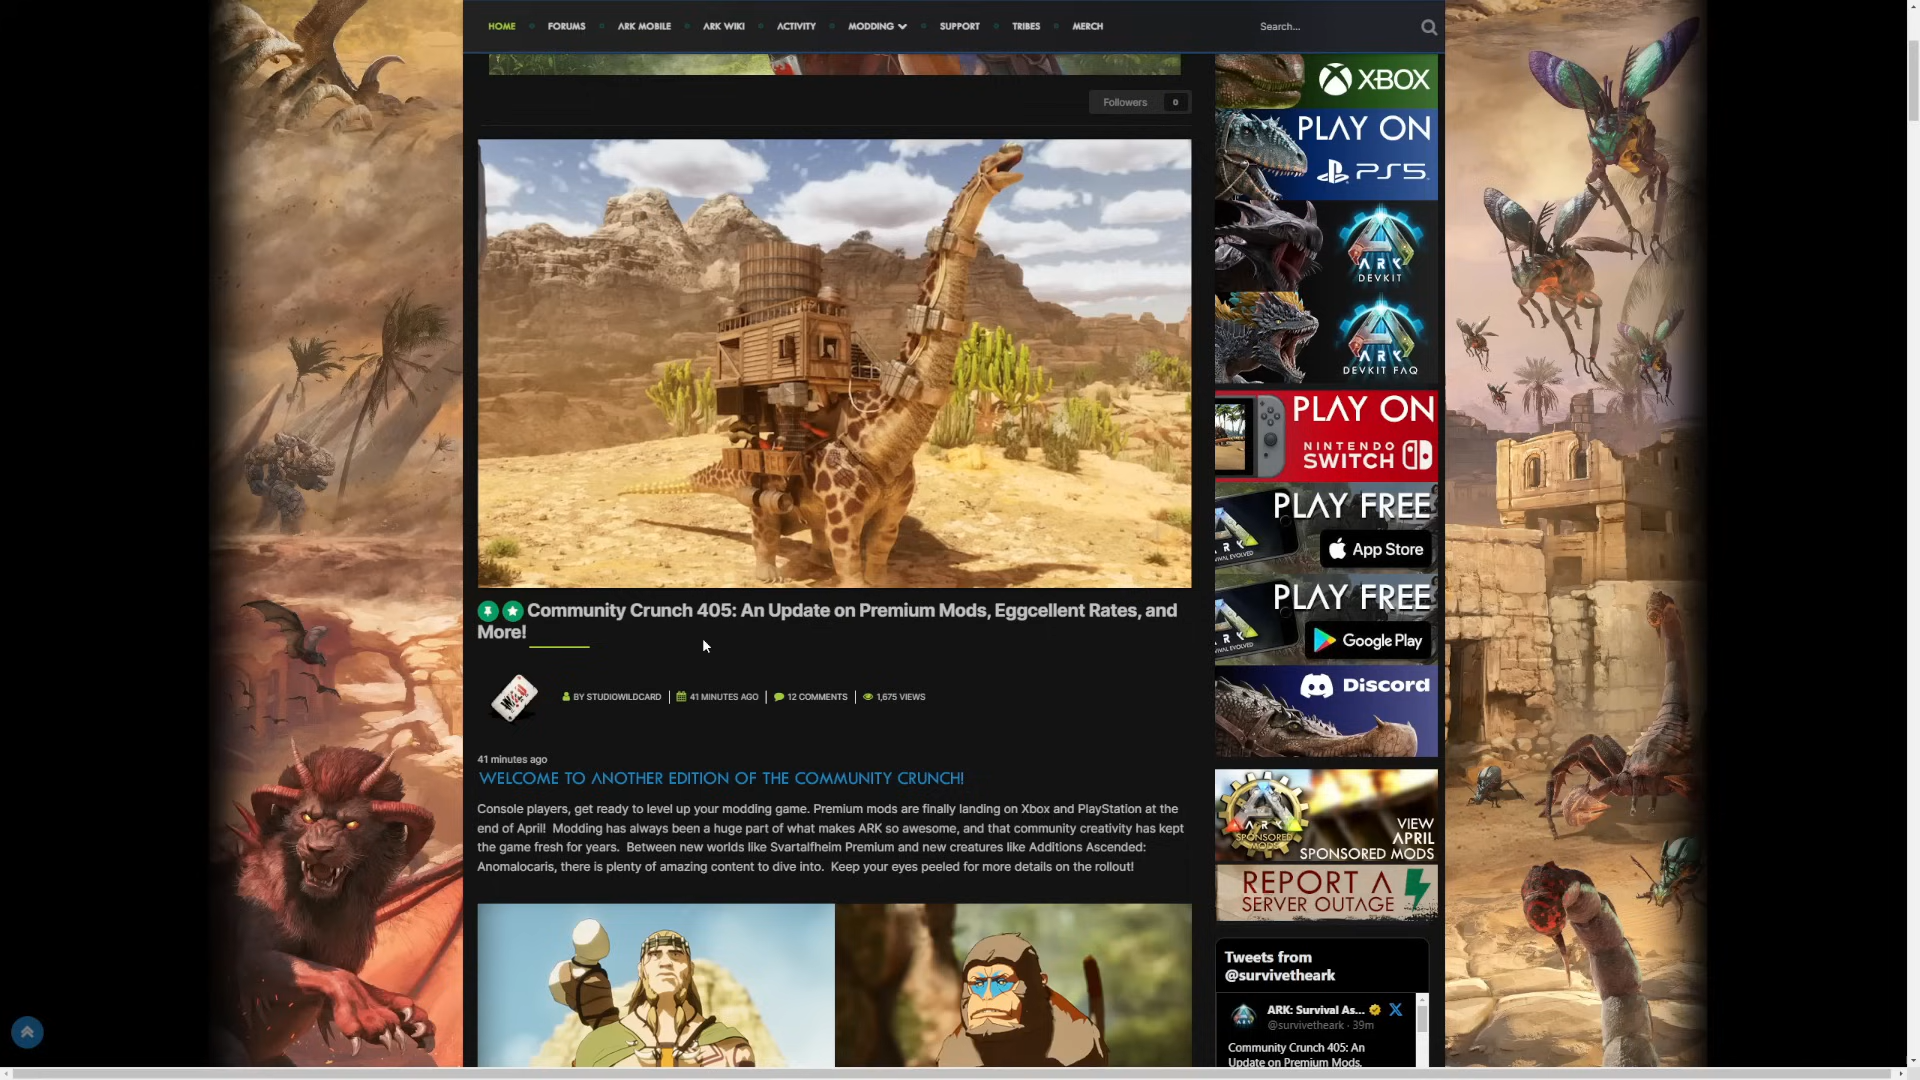 HOME FORUMS ARK MOBILE ARK WIKI ACTIVITY MODDING SUPPORT TRIBES MERCH
Search...
Followers 0
XBOX
PLAY ON
PS5
ARK
DEVKIT
ARK
DEVKIT FAQ
PLAY ON
NINTENDO
SWITCH
PLAY FREE
App Store
PLAY FREE
Google Play
Discord
ARK
SPONSORED
MODS
VIEW
APRIL
SPONSORED MODS
REPORT A
SERVER OUTAGE
Community Crunch 405: An Update on Premium Mods, Eggcellent Rates, and
More!
BY STUDIOWILDCARD 41 MINUTES AGO 12 COMMENTS 1,675 VIEWS
41 minutes ago
WELCOME TO ANOTHER EDITION OF THE COMMUNITY CRUNCH!
Console players, get ready to level up your modding game. Premium mods are finally landing on Xbox and PlayStation at the
end of April! Modding has always been a huge part of what makes ARK so awesome, and that community creativity has kept
the game fresh for years. Between new worlds like Svartalfheim Premium and new creatures like Additions Ascended:
Anomalocaris, there is plenty of amazing content to dive into. Keep your eyes peeled for more details on the rollout!
Tweets from
@survivetheark
ARK: Survival As...
@survivetheark · 39m
Community Crunch 405: An
Update on Premium Mods,